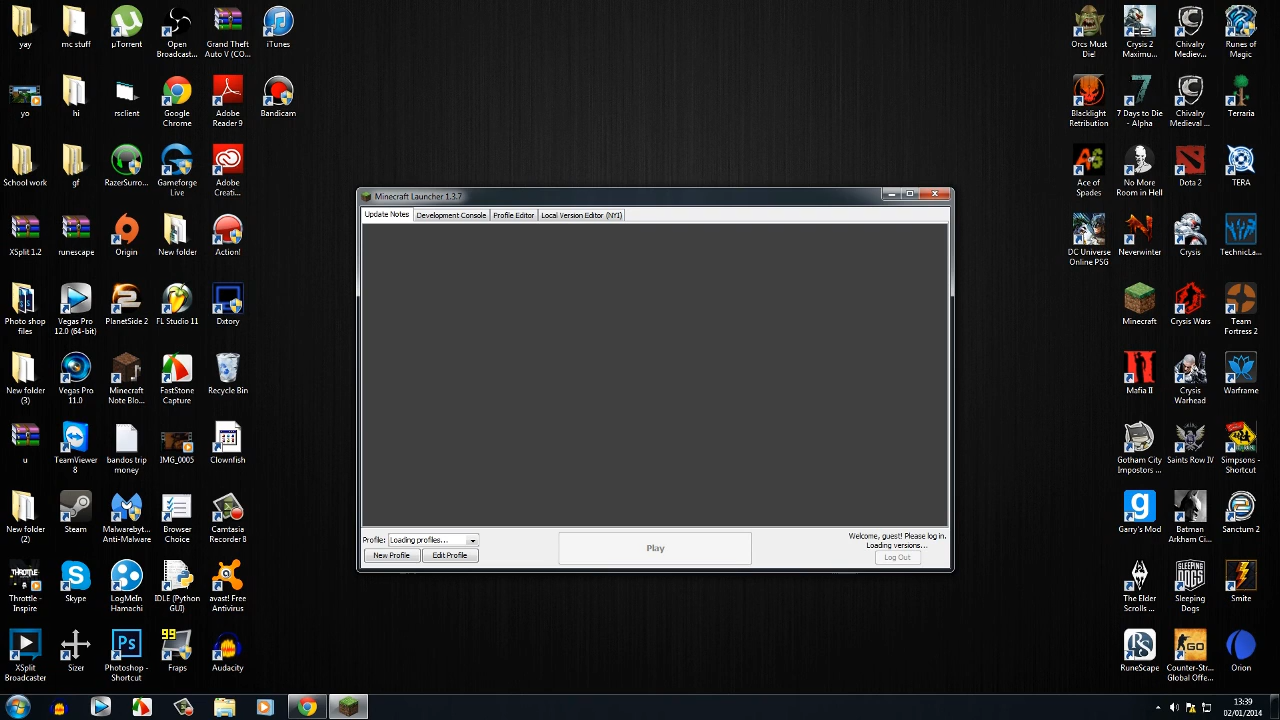 yay
mc stuff
µTorrent
Open
Broadcast...
Grand Theft
Auto V (CO...
iTunes
yo
hi
rsclient
Google
Chrome
Adobe
Reader 9
Bandicam
School work
gf
RazerSurro...
Gameforge
Live
Adobe
Creati...
XSplit 1.2
runescape
Origin
New folder
Action!
Photo shop
files
Vegas Pro
12.0 (64-bit)
PlanetSide 2
FL Studio 11
Dxtory
New folder
(3)
Vegas Pro
11.0
Minecraft
Note Blo...
FastStone
Capture
Recycle Bin
u
TeamViewer
8
bandos trip
money
IMG_0005
Clownfish
New folder
(2)
Steam
Malwarebyt...
Anti-Malware
Browser
Choice
Camtasia
Recorder 8
THROTTLE
Throttle -
Inspire
Skype
LogMeIn
Hamachi
IDLE (Python
GUI)
avast! Free
Antivirus
XSplit
Broadcaster
Sizer
Ps
Photoshop -
Shortcut
99
Fraps
Audacity
Minecraft Launcher 1.3.7
Update Notes
Development Console
Profile Editor
Local Version Editor (NYI)
Profile:
Loading profiles...
New Profile
Edit Profile
Play
Welcome, guest! Please log in.
Loading versions...
Log Out
Orcs Must
Die!
Crysis 2
Maximu...
Chivalry
Mediev...
Runes of
Magic
Blacklight
Retribution
7
7 Days to Die
- Alpha
Chivalry
Medieval ...
Terraria
Ace of
Spades
No More
Room in Hell
Dota 2
TERA
DC Universe
Online PSG
Neverwinter
Crysis
TechnicLa...
Minecraft
Crysis Wars
Team
Fortress 2
II
Mafia II
Crysis
Warhead
Warframe
Gotham City
Impostors ...
Saints Row IV
Simpsons -
Shortcut
g
Garry's Mod
Batman
Arkham Ci...
Sanctum 2
The Elder
Scrolls ...
Sleeping
Dogs
Smite
RS
RuneScape
GO
Counter-Str...
Global Offe...
Orion
13:39
02/01/2014